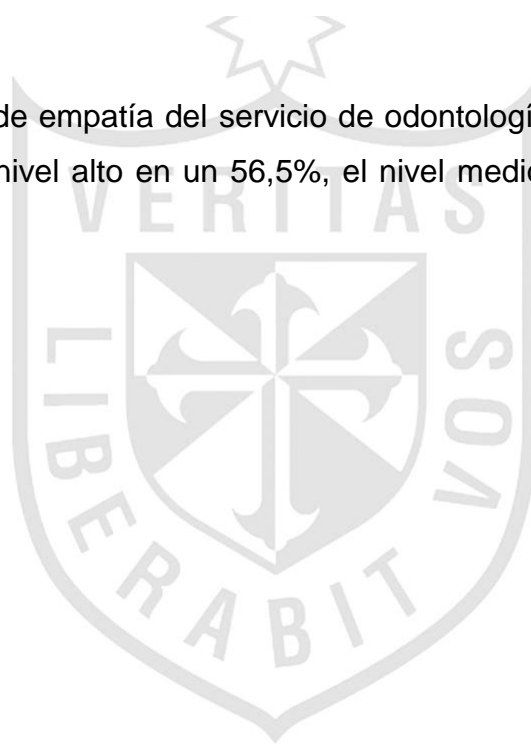 de empatía del servicio de odontologí
nivel alto en un 56,5%, el nivel medio
VERITAS
LIBERABIT
VOS